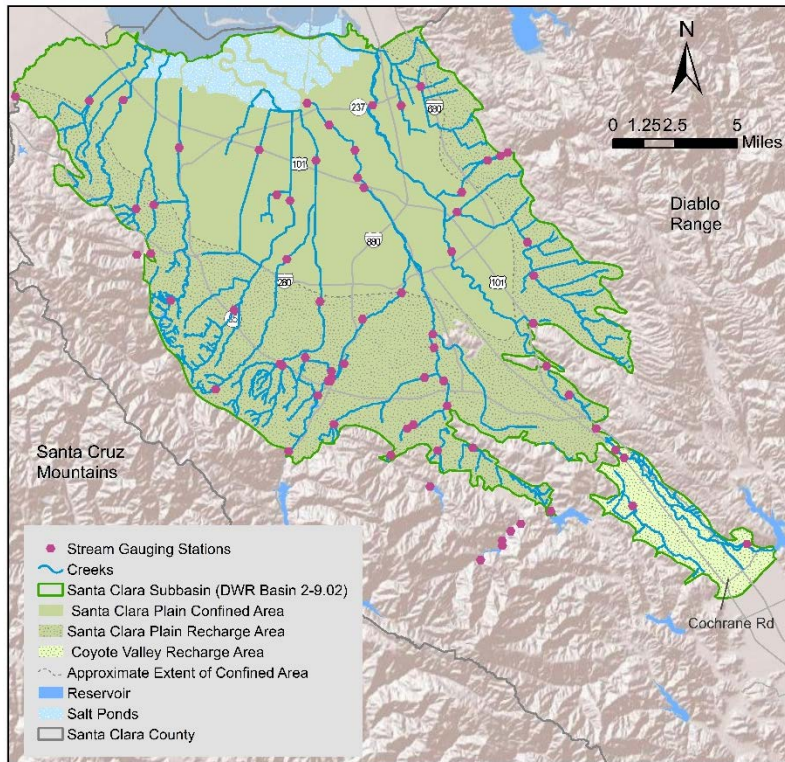 N
237
680
0 1.25 2.5 5
Miles
101
Diablo
Range
880
101
280
Santa Cruz
Mountains
Cochrane Rd
Stream Gauging Stations
Creeks
Santa Clara Subbasin (DWR Basin 2-9.02)
Santa Clara Plain Confined Area
Santa Clara Plain Recharge Area
Coyote Valley Recharge Area
Approximate Extent of Confined Area
Reservoir
Salt Ponds
Santa Clara County